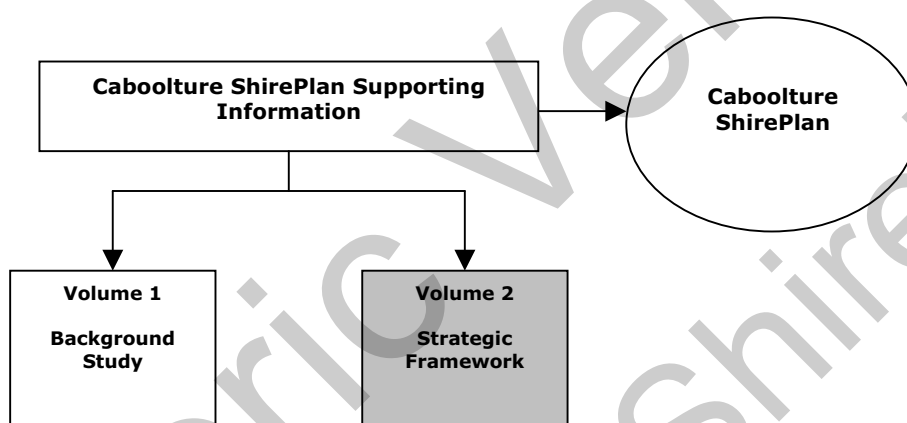 Caboolture ShirePlan Supporting
Information
Caboolture
ShirePlan
Volume 1
Background
Study
Volume 2
Strategic
Framework